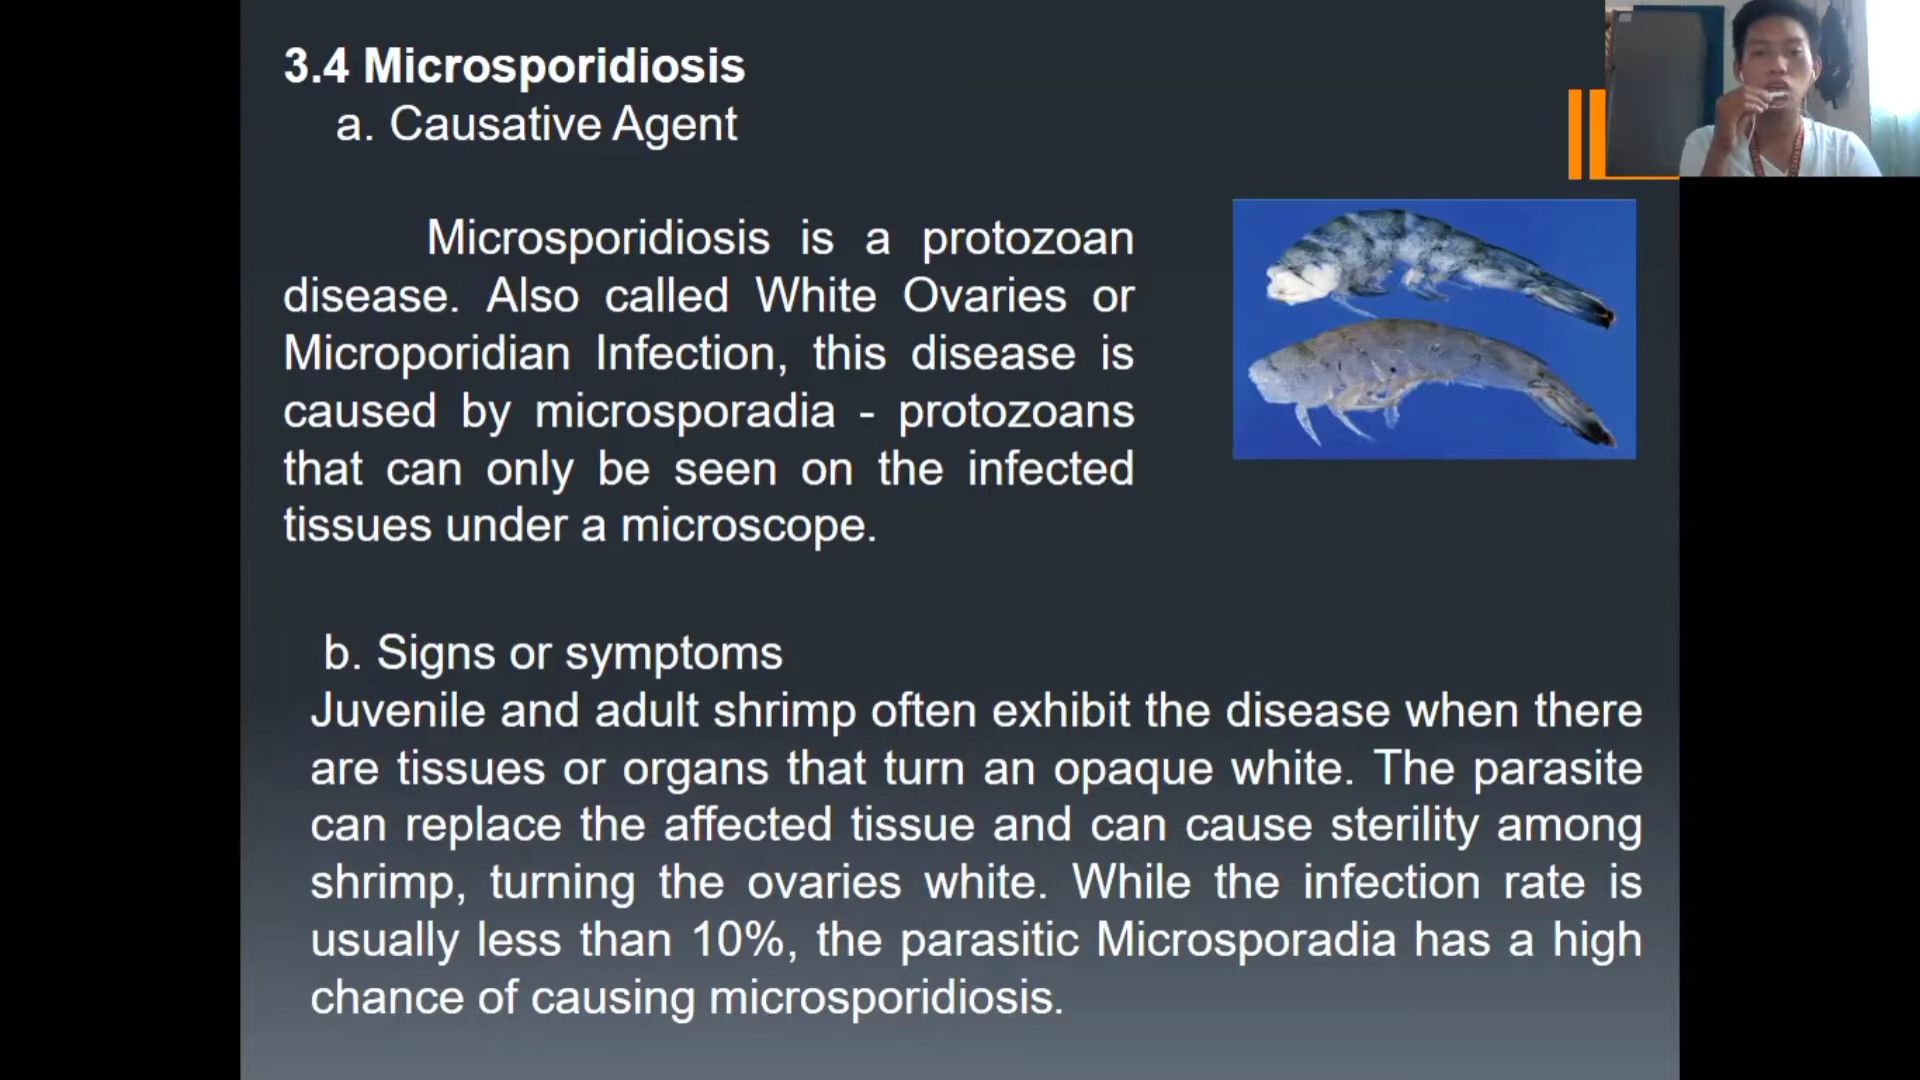 3.4 Microsporidiosis
a. Causative Agent
Microsporidiosis is a protozoan
disease. Also called White Ovaries or
Microporidian Infection, this disease is
caused by microsporadia - protozoans
that can only be seen on the infected
tissues under a microscope.
b. Signs or symptoms
Juvenile and adult shrimp often exhibit the disease when there
are tissues or organs that turn an opaque white. The parasite
can replace the affected tissue and can cause sterility among
shrimp, turning the ovaries white. While the infection rate is
usually less than 10%, the parasitic Microsporadia has a high
chance of causing microsporidiosis.